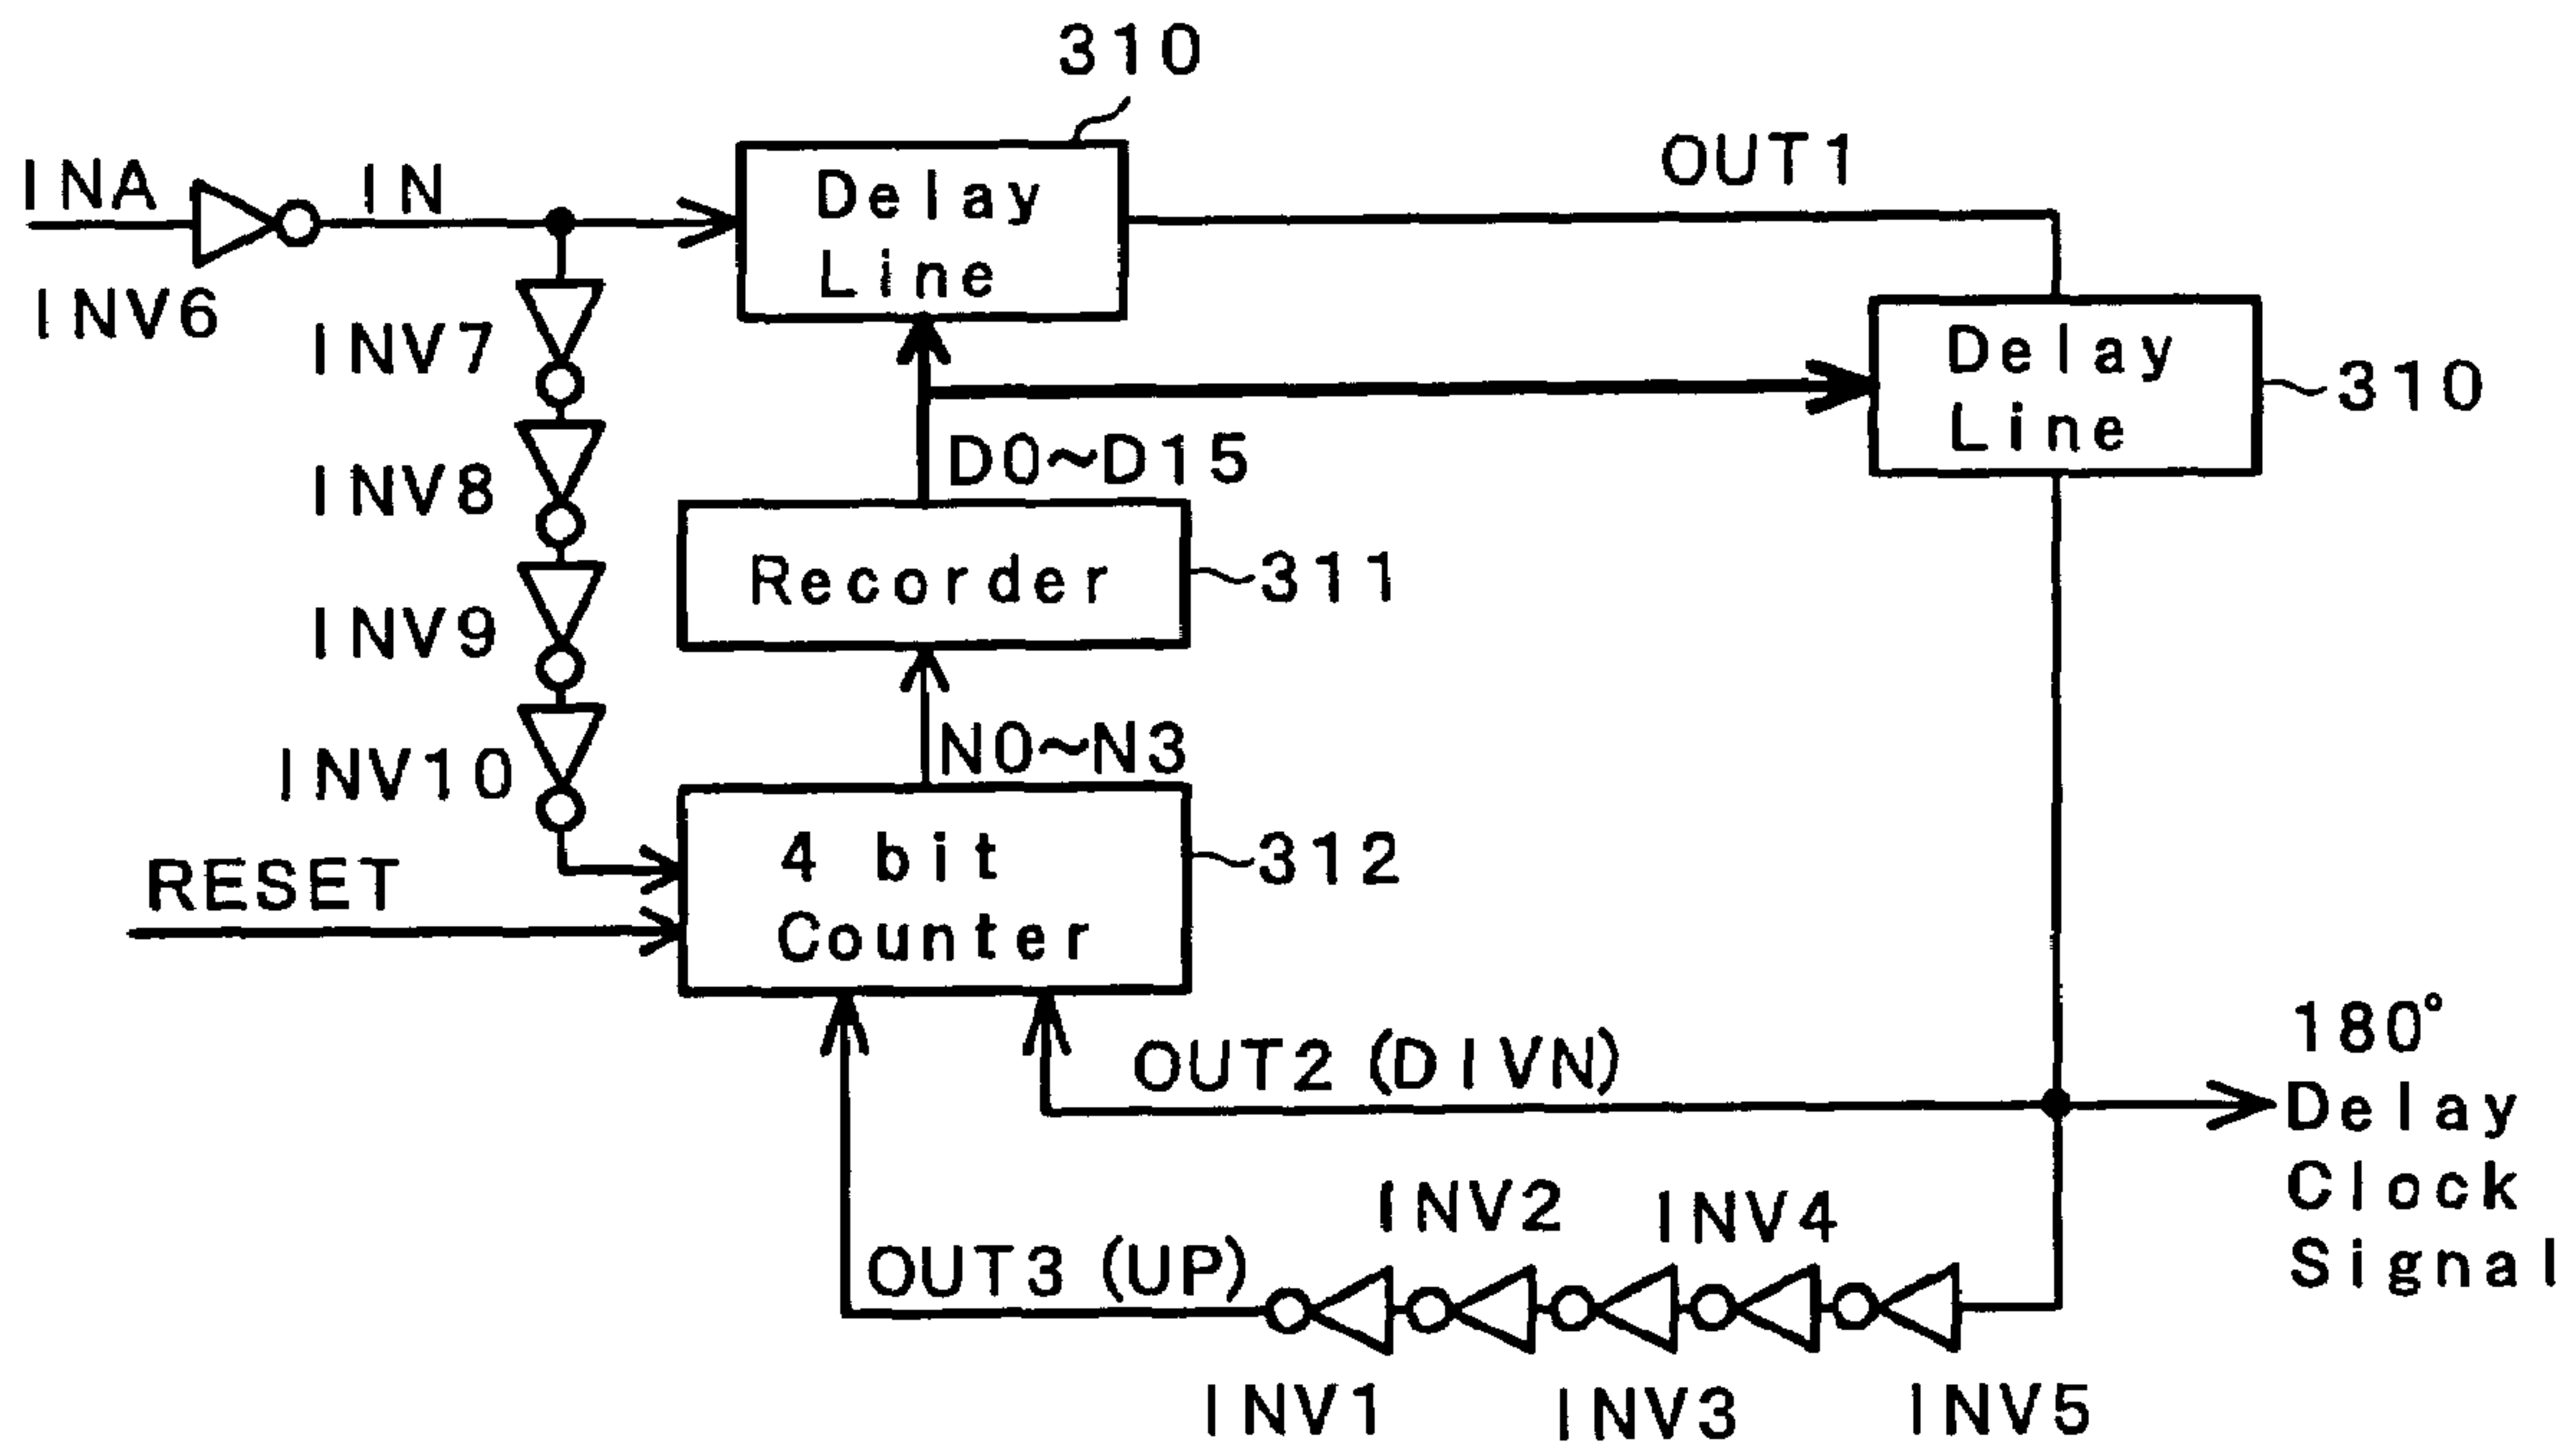 310
INA
IN
INV6
Delay
Line
OUT1
Delay
Line
310
INV7
INV8
INV9
INV10
D0~D15
Recorder
311
N0~N3
RESET
4 bit
Counter
312
OUT2 (DIVN)
180°
Delay
Clock
Signal
OUT3 (UP)
INV2
INV4
INV1
INV3
INV5